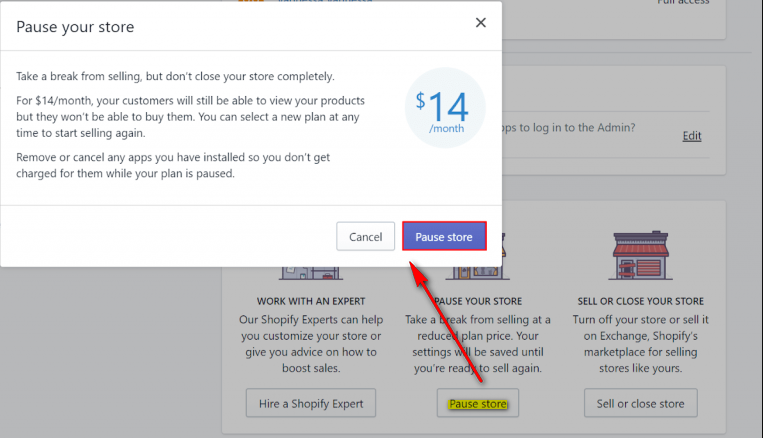 Full access
Pause your store
Take a break from selling, but don't close your store completely.
For $14/month, your customers will still be able to view your products
but they won't be able to buy them. You can select a new plan at any
time to start selling again.
Remove or cancel any apps you have installed so you don't get
charged for them while your plan is paused.
$14
/month
to log in to the Admin?
Edit
Cancel
Pause store
WORK WITH AN EXPERT
Our Shopify Experts can help
you customize your store or
give you advice on how to
boost sales.
Hire a Shopify Expert
PAUSE YOUR STORE
Take a break from selling at a
reduced plan price. Your
settings will be saved until
you're ready to sell again.
Pause store
SELL OR CLOSE YOUR STORE
Turn off your store or sell it
on Exchange, Shopify's
marketplace for selling
stores like yours.
Sell or close store